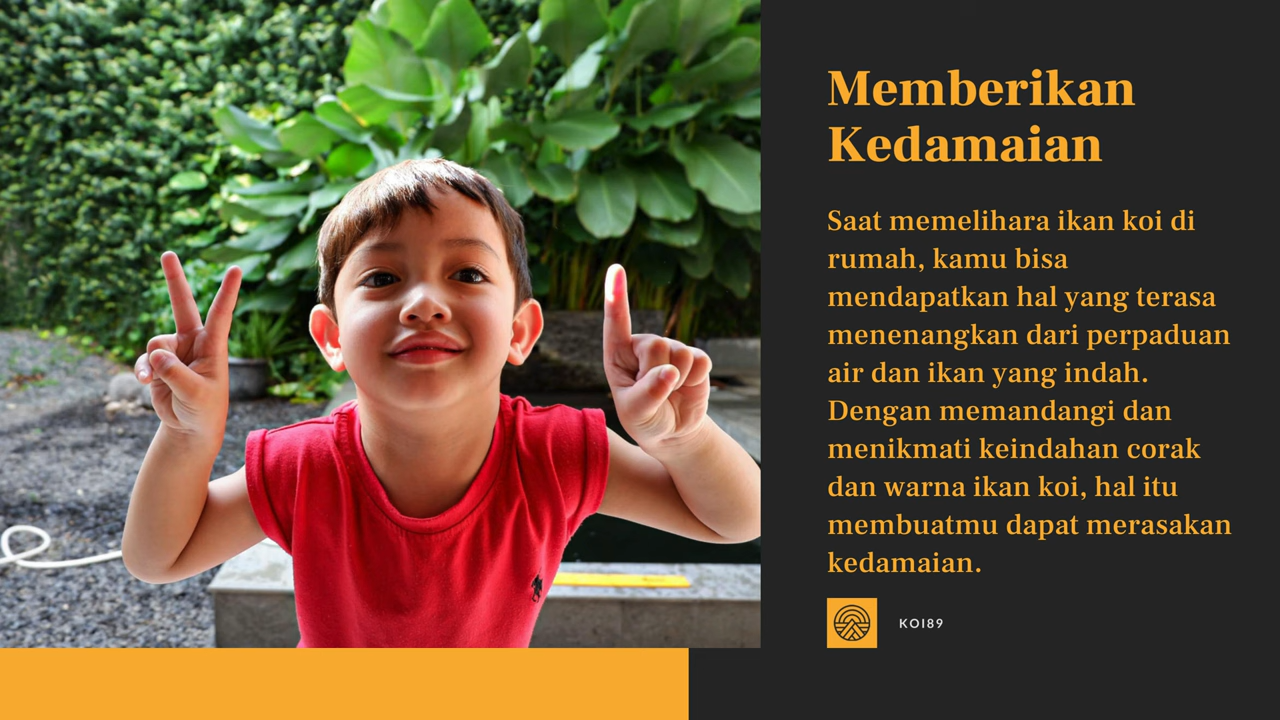 Memberikan
Kedamaian
Saat memelihara ikan koi di
rumah, kamu bisa
mendapatkan hal yang terasa
menenangkan dari perpaduan
air dan ikan yang indah.
Dengan memandangi dan
menikmati keindahan corak
dan warna ikan koi, hal itu
membuatmu dapat merasakan
kedamaian.
KOI89